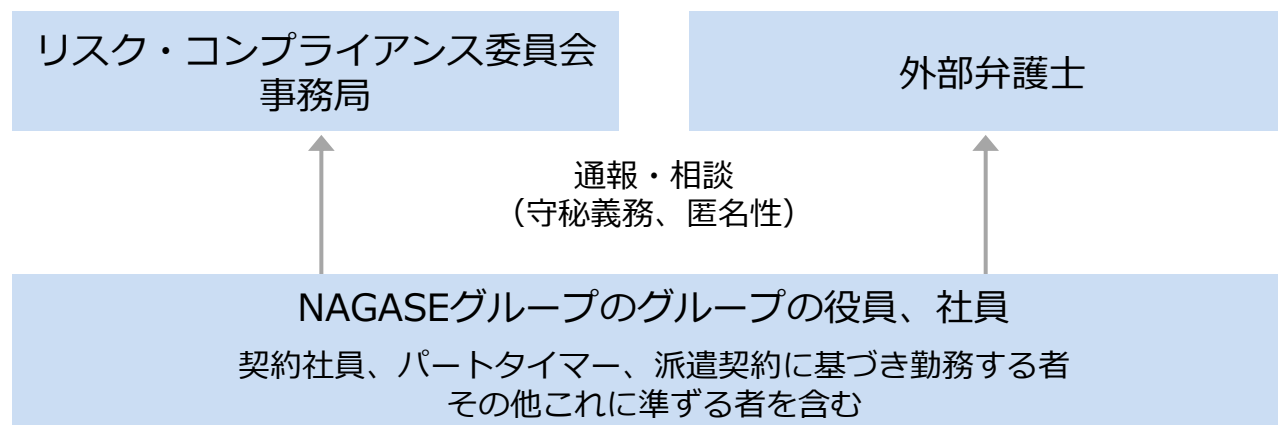 リスク・コンプライアンス委員会
事務局
外部弁護士
通報・相談
（守秘義務、匿名性）
NAGASEグループのグループの役員、社員
契約社員、パートタイマー、派遣契約に基づき勤務する者
その他これに準ずる者を含む